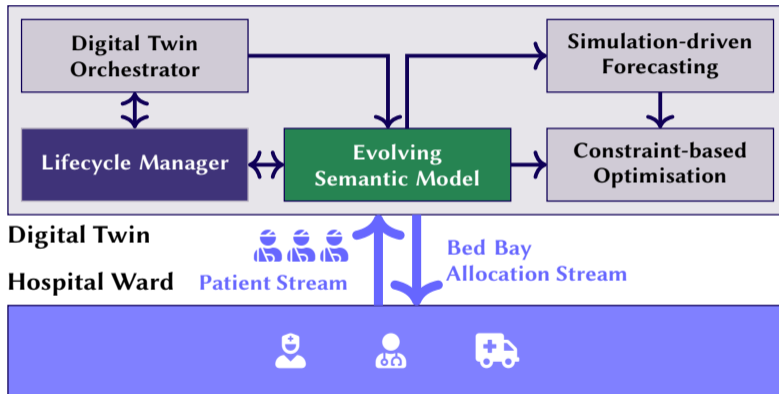 Digital Twin
Orchestrator
Simulation-driven
Forecasting
Lifecycle Manager
Evolving
Semantic Model
Constraint-based
Optimisation
Digital Twin
Hospital Ward
Patient Stream
Bed Bay
Allocation Stream